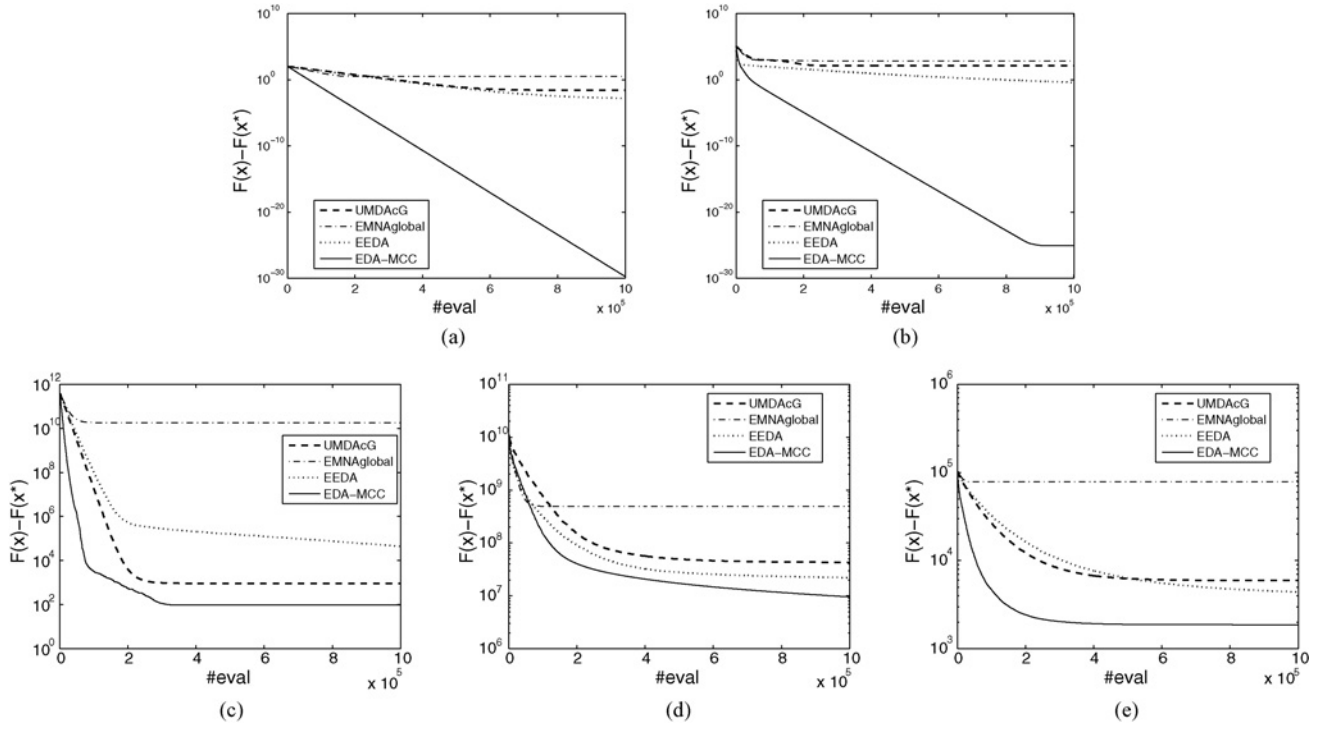 10^10
10^0
10^-10
10^-20
10^-30
F(x)-F(x*)
UMDAcG
EMNAglobal
EEDA
EDA-MCC
0 2 4 6 8 10
#eval
x 10^5
(a)
10^10
10^0
10^-10
10^-20
10^-30
F(x)-F(x*)
UMDAcG
EMNAglobal
EEDA
EDA-MCC
0 2 4 6 8 10
#eval
x 10^5
(b)
10^12
10^10
10^8
10^6
10^4
10^2
10^0
F(x)-F(x*)
UMDAcG
EMNAglobal
EEDA
EDA-MCC
0 2 4 6 8 10
#eval
x 10^5
(c)
10^11
10^10
10^9
10^8
10^7
10^6
F(x)-F(x*)
UMDAcG
EMNAglobal
EEDA
EDA-MCC
0 2 4 6 8 10
#eval
x 10^5
(d)
10^6
10^5
10^4
10^3
F(x)-F(x*)
UMDAcG
EMNAglobal
EEDA
EDA-MCC
0 2 4 6 8 10
#eval
x 10^5
(e)